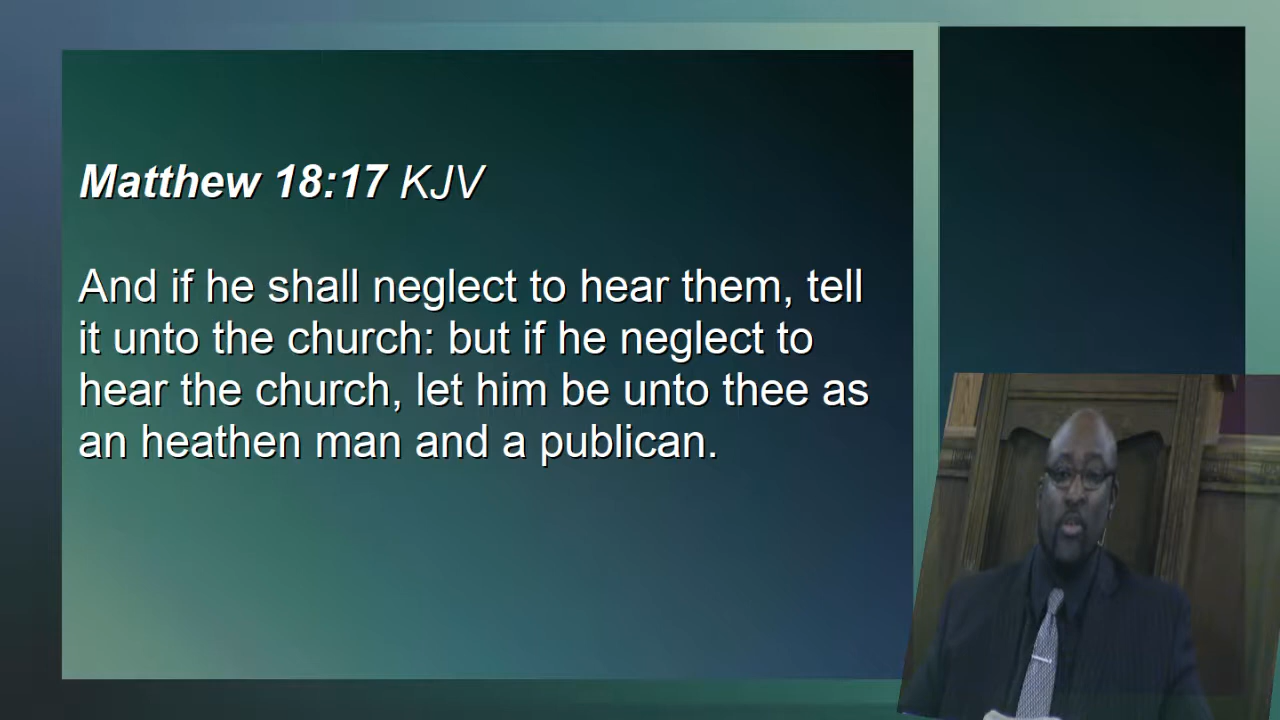 Matthew 18:17 KJV
And if he shall neglect to hear them, tell
it unto the church: but if he neglect to
hear the church, let him be unto thee as
an heathen man and a publican.